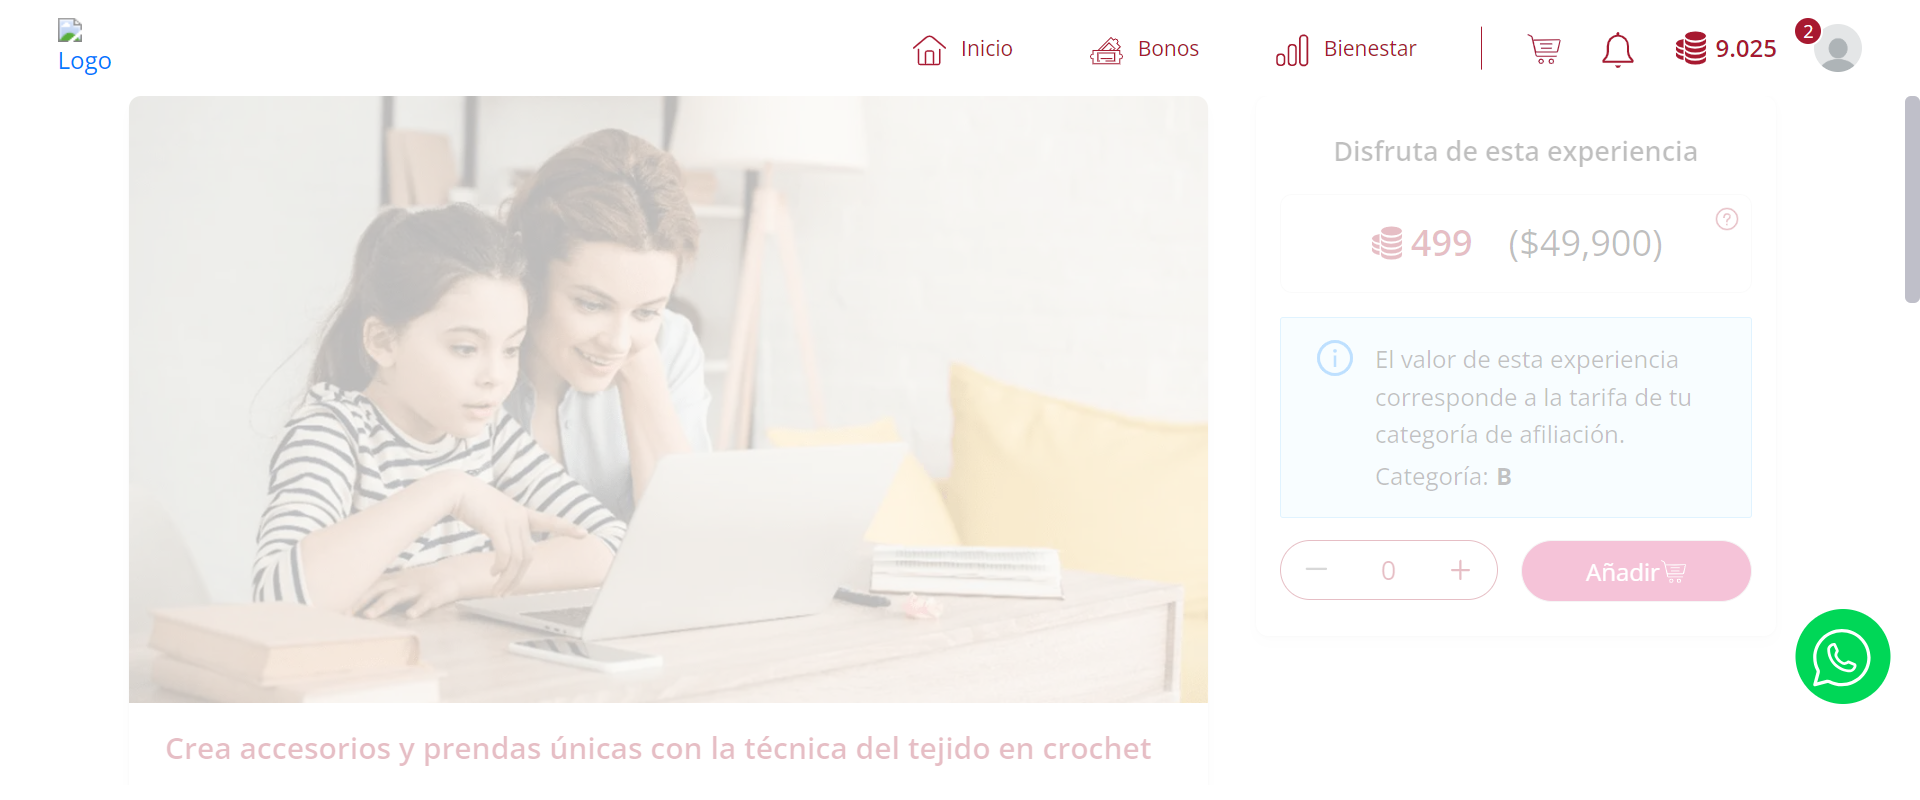 Logo
Inicio
Bonos
Bienestar
9.025
2
Disfruta de esta experiencia
499 ($49,900)
?
i
El valor de esta experiencia
corresponde a la tarifa de tu
categoría de afiliación.
Categoría: B
— 0 +
Añadir
Crea accesorios y prendas únicas con la técnica del tejido en crochet